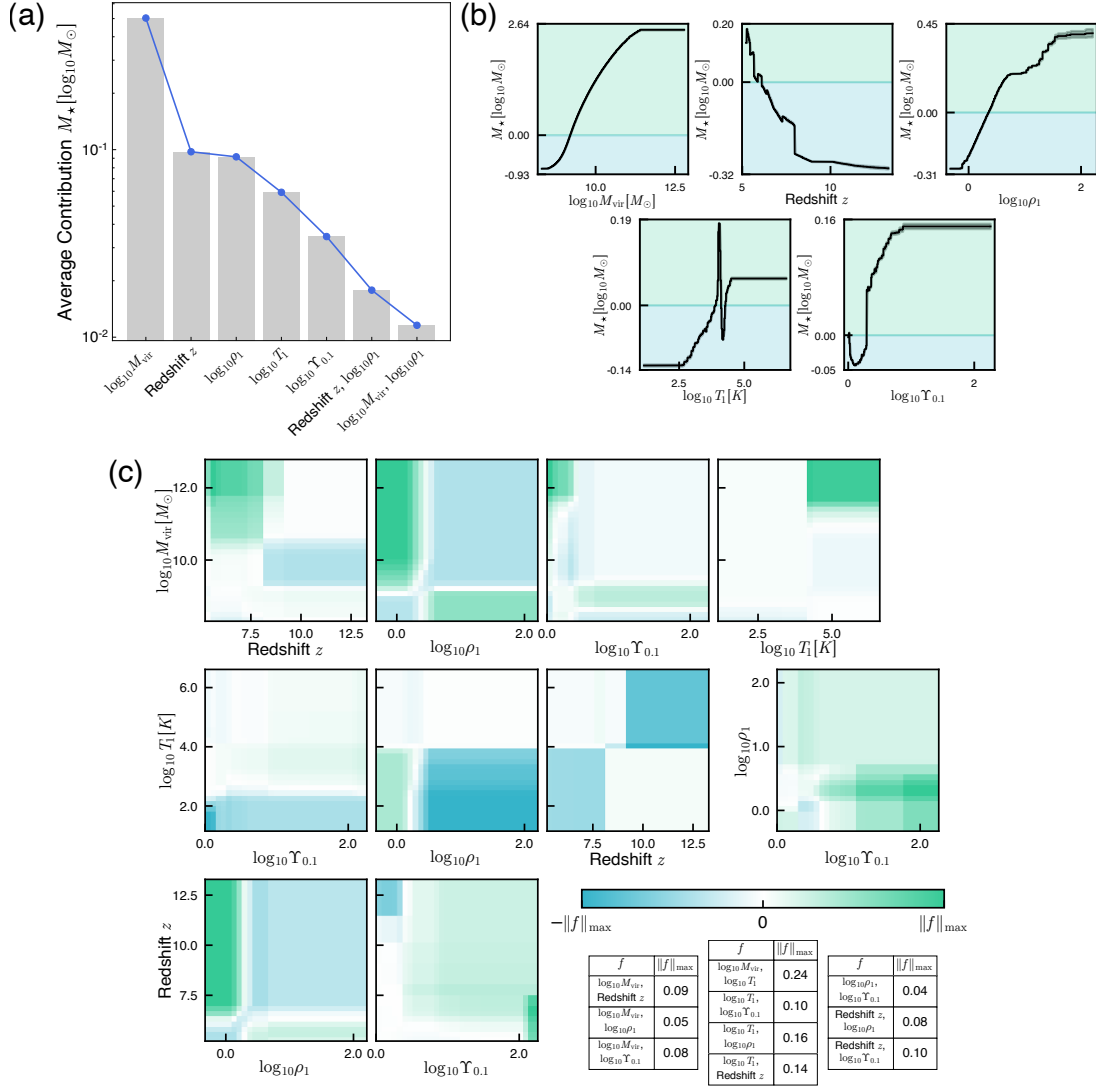 (a)
Average Contribution M⋆[log10 M⊙]
10⁻¹
10⁻²
log10 Mvir
Redshift z
log10 ρ1
log10 T1
log10 Υ0.1
Redshift z, log10 ρ1
log10 Mvir, log10 ρ1
(b)
M⋆[log10 M⊙]
2.64
0.00
-0.93
10.0
12.5
log10 Mvir[M⊙]
M⋆[log10 M⊙]
0.20
0.00
-0.32
5
10
Redshift z
M⋆[log10 M⊙]
0.45
0.00
-0.31
0
2
log10 ρ1
M⋆[log10 M⊙]
0.19
0.00
-0.14
2.5
5.0
log10 T1[K]
M⋆[log10 M⊙]
0.16
0.00
-0.05
0
2
log10 Υ0.1
(c)
log10 Mvir[M⊙]
12.0
10.0
7.5
10.0
12.5
Redshift z
0.0
2.0
log10 ρ1
0.0
2.0
log10 Υ0.1
2.5
5.0
log10 T1[K]
log10 T1[K]
6.0
4.0
2.0
0.0
2.0
log10 Υ0.1
0.0
2.0
log10 ρ1
7.5
10.0
12.5
Redshift z
log10 ρ1
2.0
1.0
0.0
0.0
2.0
log10 Υ0.1
Redshift z
12.5
10.0
7.5
0.0
2.0
log10 ρ1
0.0
2.0
log10 Υ0.1
−‖f‖max
0
‖f‖max
f ‖f‖max
log10 Mvir,
Redshift z
0.09
log10 Mvir,
log10 ρ1
0.05
log10 Mvir,
log10 Υ0.1
0.08
f ‖f‖max
log10 Mvir,
log10 T1
0.24
log10 T1,
log10 Υ0.1
0.10
log10 T1,
log10 ρ1
0.16
log10 T1,
Redshift z
0.14
f ‖f‖max
log10 ρ1,
log10 Υ0.1
0.04
Redshift z,
log10 ρ1
0.08
Redshift z,
log10 Υ0.1
0.10